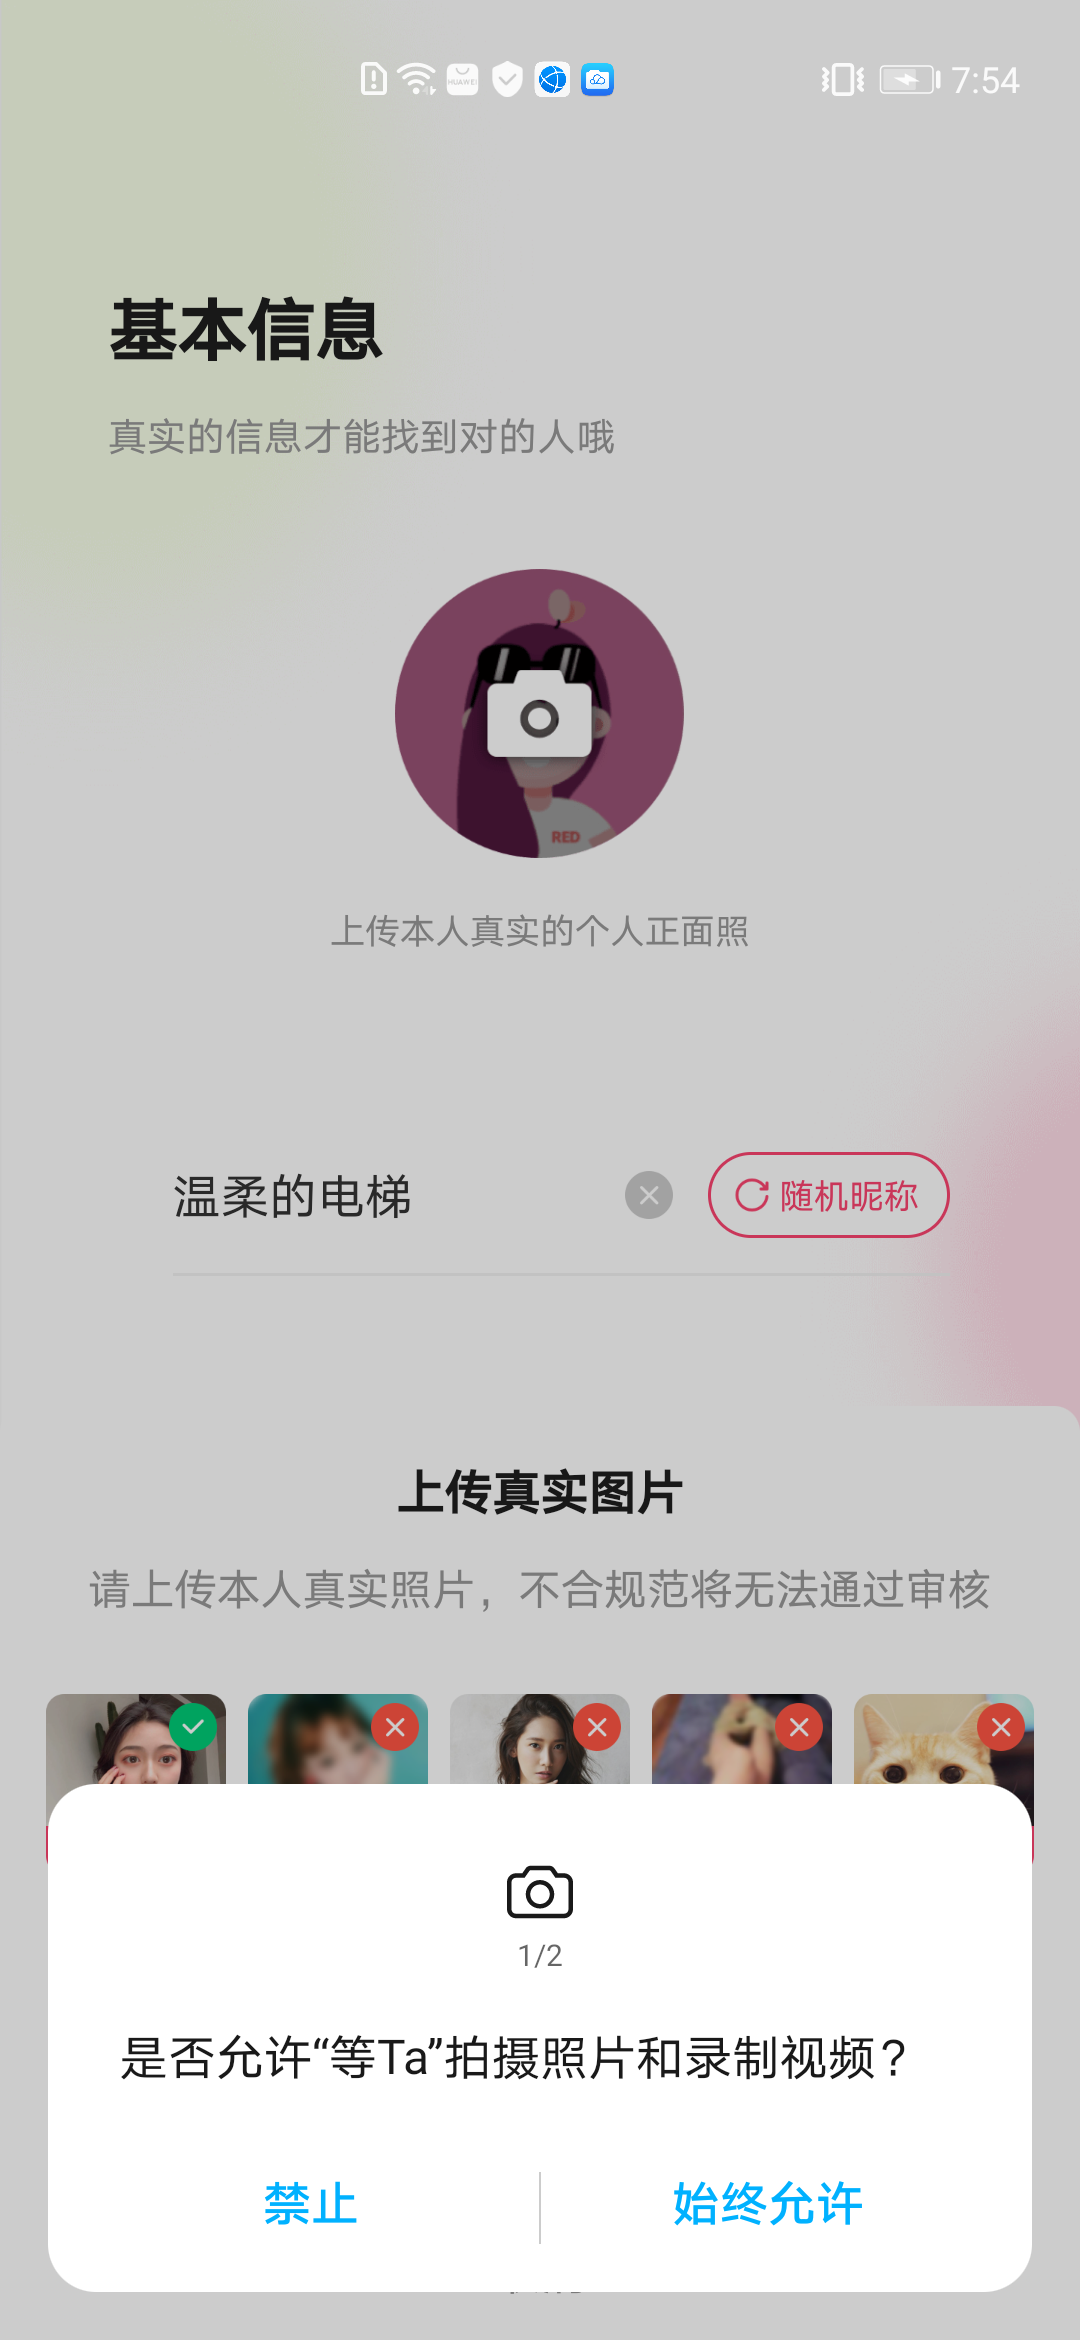 HUAWEI
7:54
基本信息
真实的信息才能找到对的人哦
RED
上传本人真实的个人正面照
温柔的电梯
随机昵称
上传真实图片
请上传本人真实照片，不合规范将无法通过审核
1/2
是否允许“等Ta”拍摄照片和录制视频？
禁止
始终允许